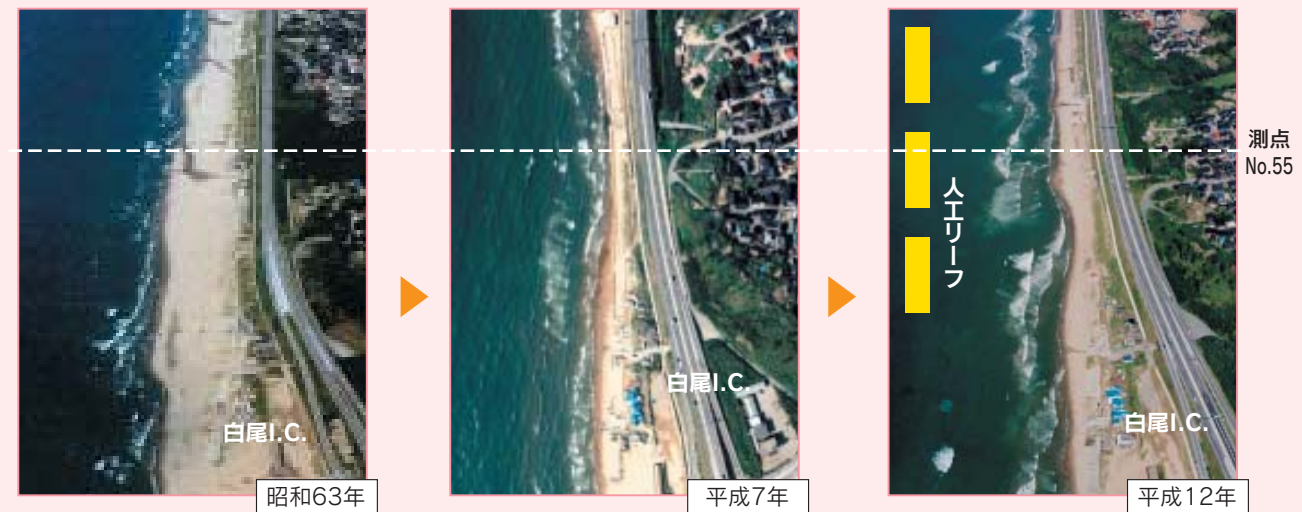 測点
No.55
人工リーフ
白尾I.C.
白尾I.C.
白尾I.C.
昭和63年
平成7年
平成12年